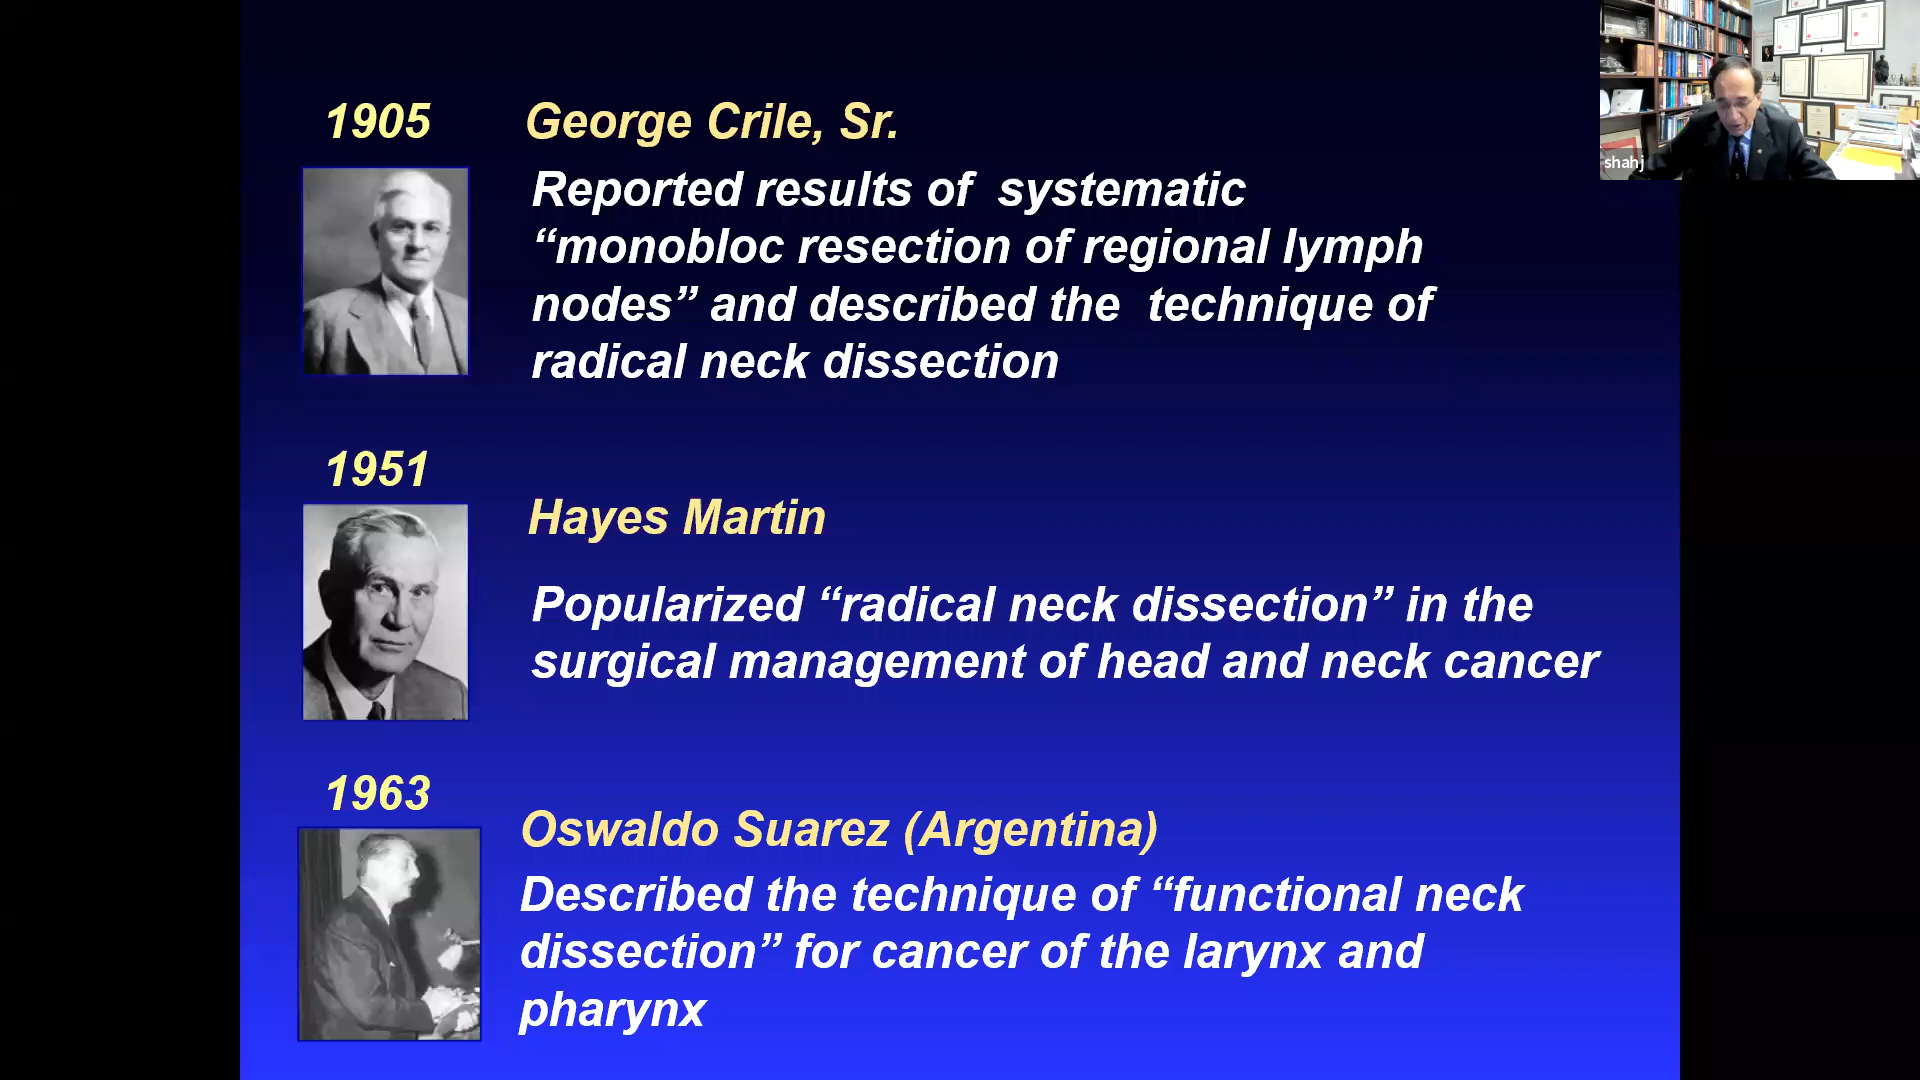 1905 George Crile, Sr.
Reported results of systematic
“monobloc resection of regional lymph
nodes” and described the technique of
radical neck dissection
1951
Hayes Martin
Popularized “radical neck dissection” in the
surgical management of head and neck cancer
1963
Oswaldo Suarez (Argentina)
Described the technique of “functional neck
dissection” for cancer of the larynx and
pharynx
shahj